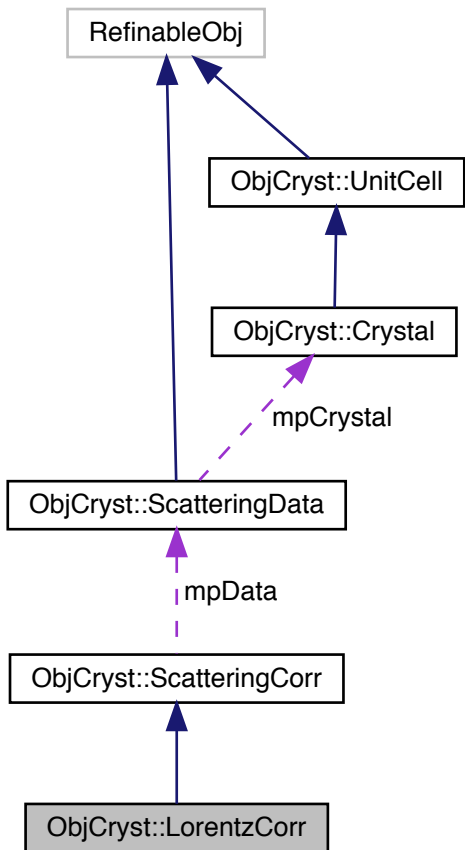 RefinableObj
ObjCryst::UnitCell
ObjCryst::Crystal
mpCrystal
ObjCryst::ScatteringData
mpData
ObjCryst::ScatteringCorr
ObjCryst::LorentzCorr